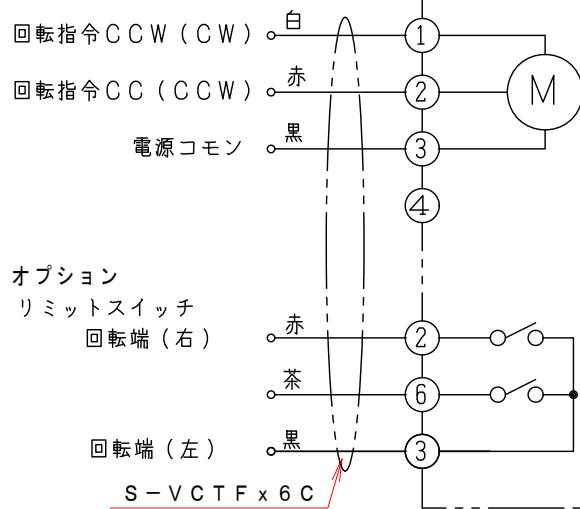 回転指令CCW(CW) 白 1
回転指令CC(CCW) 赤 2 M
電源コモン 黒 3
4
オプション
リミットスイッチ
回転端(右) 赤 2
茶 6
回転端(左) 黒 3
S-VCTFx6C